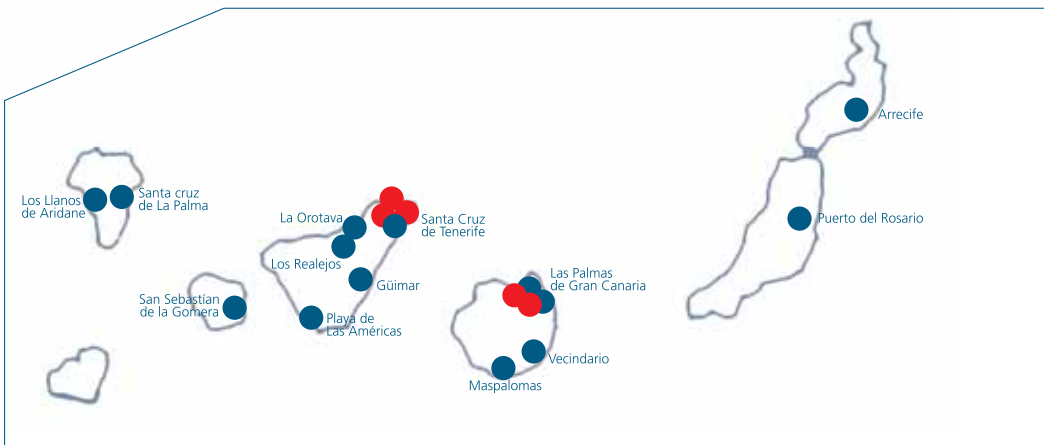 Arrecife
Los Llanos
de Aridane
Santa cruz
de La Palma
La Orotava
Santa Cruz
de Tenerife
Puerto del Rosario
Los Realejos
Güimar
Las Palmas
de Gran Canaria
San Sebastían
de la Gomera
Playa de
Las Américas
Vecindario
Maspalomas